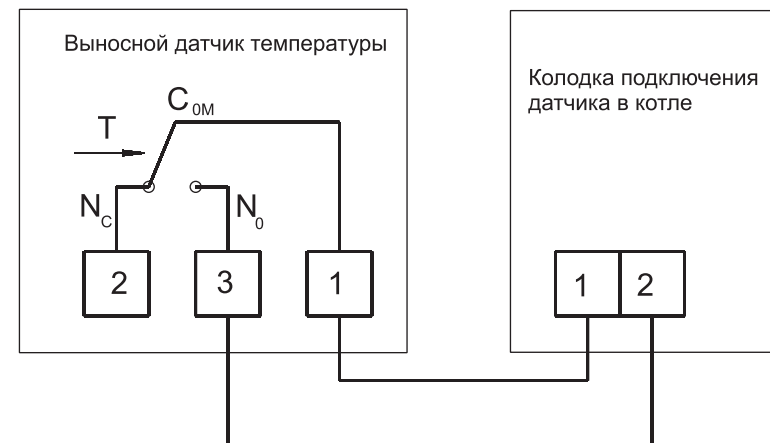 Выносной датчик температуры
Колодка подключения
датчика в котле
C0M
T
NC
N0
2
3
1
1
2